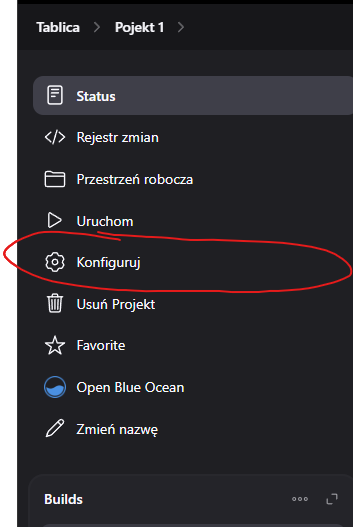 Tablica > Pojekt 1 >
Status
Rejestr zmian
Przestrzeń robocza
Uruchom
Konfiguruj
Usuń Projekt
Favorite
Open Blue Ocean
Zmień nazwę
Builds